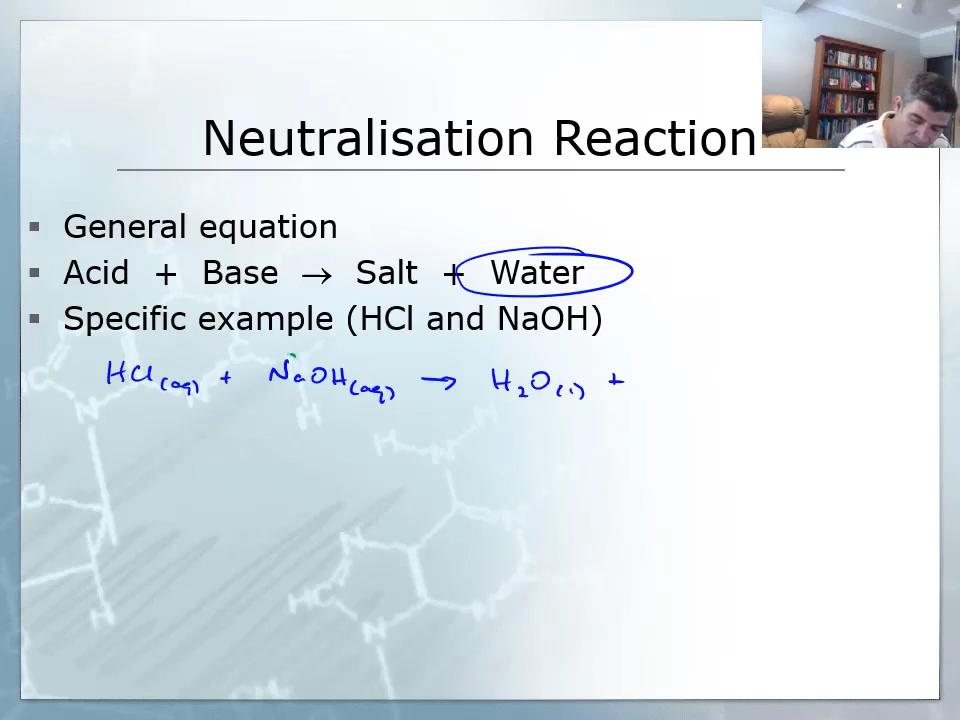 Neutralisation Reaction
▪ General equation
▪ Acid + Base → Salt + Water
▪ Specific example (HCl and NaOH)
HCl(aq) + NaOH(aq) → H₂O(l) +